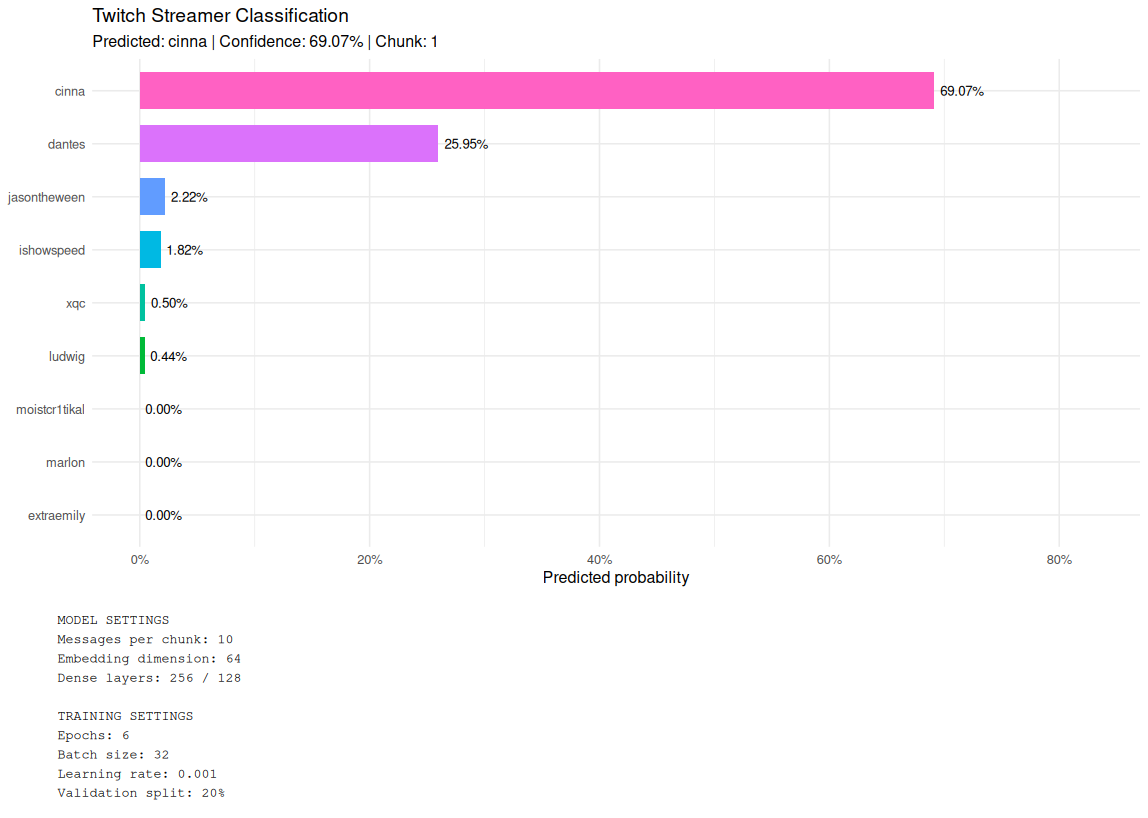 Twitch Streamer Classification
Predicted: cinna | Confidence: 69.07% | Chunk: 1
cinna 69.07%
dantes 25.95%
jasontheween 2.22%
ishowspeed 1.82%
xqc 0.50%
ludwig 0.44%
moistcr1tikal 0.00%
marlon 0.00%
extraemily 0.00%
0% 20% 40% 60% 80%
Predicted probability
MODEL SETTINGS
Messages per chunk: 10
Embedding dimension: 64
Dense layers: 256 / 128
TRAINING SETTINGS
Epochs: 6
Batch size: 32
Learning rate: 0.001
Validation split: 20%